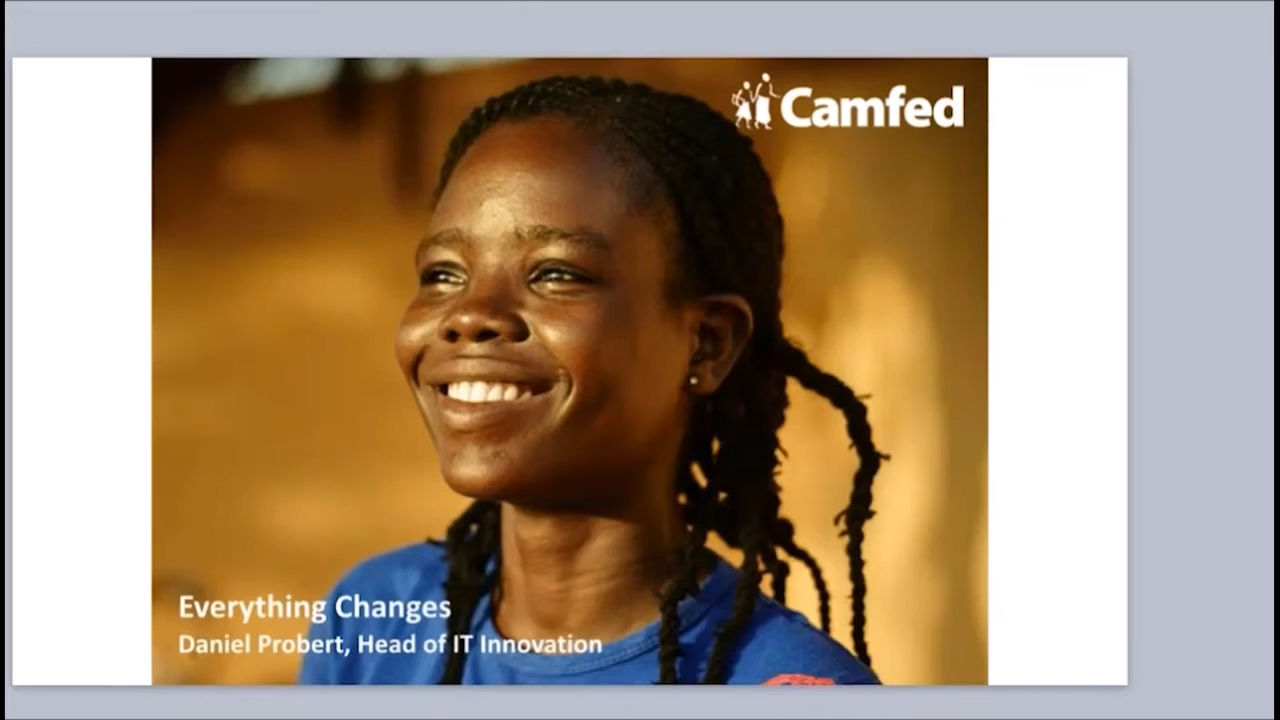 Camfed
Everything Changes
Daniel Probert, Head of IT Innovation